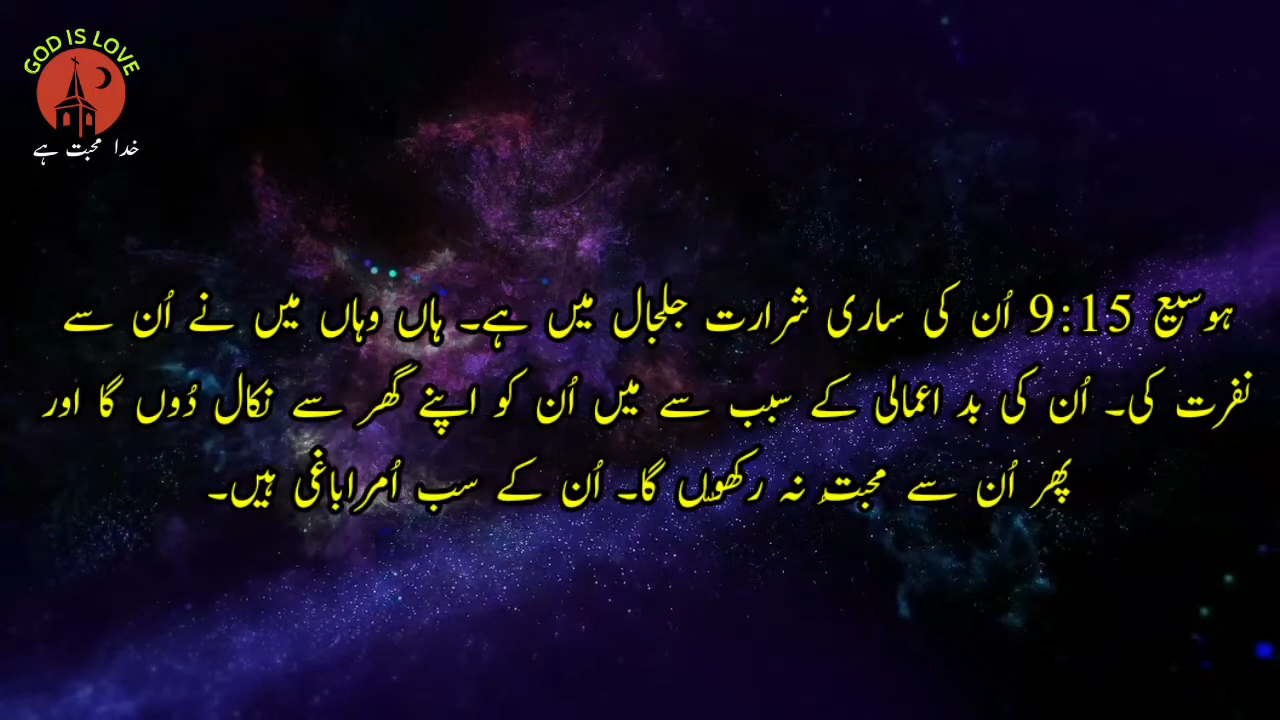 GOD IS LOVE
خدا محبت ہے
ہوسیع 9:15 اُن کی ساری شرارت جلجال میں ہے۔ ہاں وہاں میں نے اُن سے
نفرت کی۔ اُن کی بد اعمالی کے سبب سے میں اُن کو اپنے گھر سے نکال دُوں گا اور
پھر اُن سے محبت نہ رکھوں گا۔ اُن کے سب اُمرا باغی ہیں۔